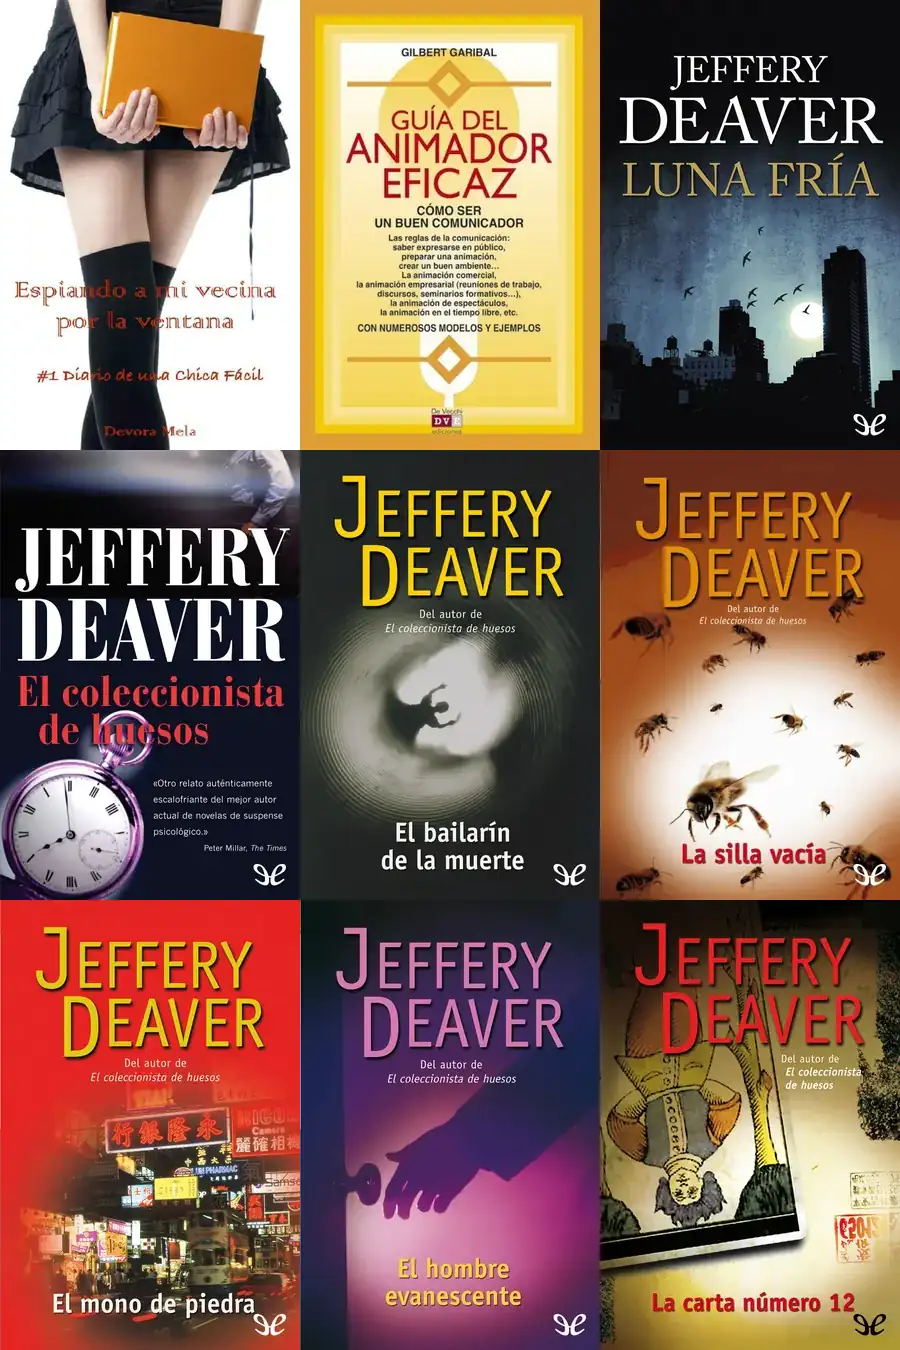 Espiando a mi vecina
por la ventana
#1 Diario de una Chica Fácil
Devora Mela
GILBERT GARIBAL
GUÍA DEL
ANIMADOR
EFICAZ
CÓMO SER
UN BUEN COMUNICADOR
Las reglas de la comunicación:
saber expresarse en público,
preparar una animación,
crear un buen ambiente...
La animación comercial,
la animación empresarial (reuniones de trabajo,
discursos, seminarios formativos...),
la animación de espectáculos,
la animación en el tiempo libre, etc.
CON NUMEROSOS MODELOS Y EJEMPLOS
De Vecchi
DVE
ediciones
JEFFERY
DEAVER
LUNA FRÍA
JEFFERY
DEAVER
El coleccionista
de huesos
«Otro relato auténticamente
escalofriante del mejor autor
actual de novelas de suspense
psicológico.»
Peter Millar, The Times
JEFFERY
DEAVER
Del autor de
El coleccionista de huesos
El bailarín
de la muerte
JEFFERY
DEAVER
Del autor de
El coleccionista de huesos
La silla vacía
JEFFERY
DEAVER
Del autor de
El coleccionista de huesos
行銀隆永
El mono de piedra
JEFFERY
DEAVER
Del autor de
El coleccionista de huesos
El hombre
evanescente
JEFFERY
DEAVER
Del autor de
El coleccionista
de huesos
La carta número 12